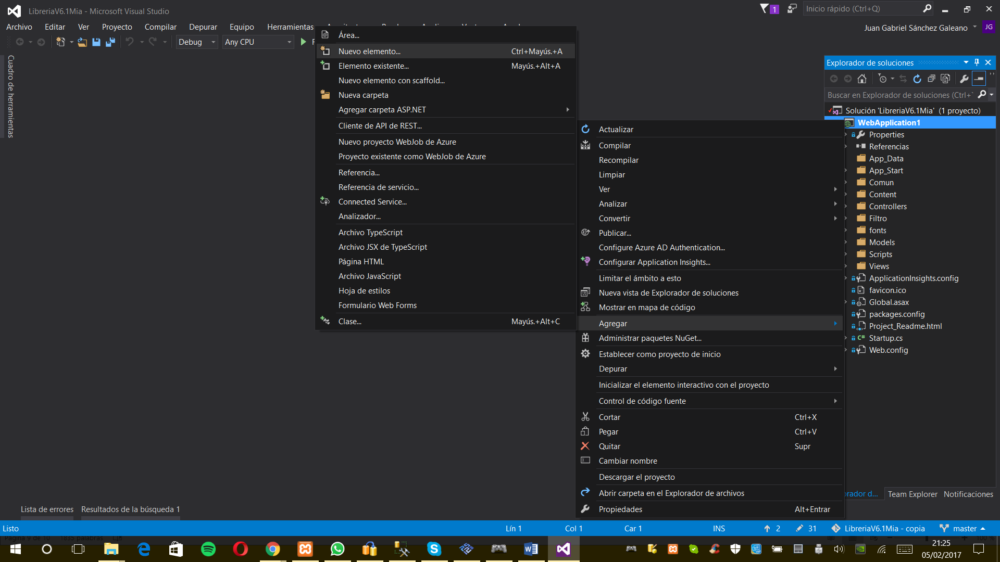 LibreriaV6.1Mia - Microsoft Visual Studio
1
Inicio rápido (Ctrl+Q)
Archivo Editar Ver Proyecto Compilar Depurar Equipo Herramientas
Juan Gabriel Sánchez Galeano
JG
Debug
Any CPU
Cuadro de herramientas
Área...
Nuevo elemento... Ctrl+Mayús.+A
Elemento existente... Mayús.+Alt+A
Nuevo elemento con scaffold...
Nueva carpeta
Agregar carpeta ASP.NET
Cliente de API de REST...
Nuevo proyecto WebJob de Azure
Proyecto existente como WebJob de Azure
Referencia...
Referencia de servicio...
Connected Service...
Analizador...
Archivo TypeScript
Archivo JSX de TypeScript
Página HTML
Archivo JavaScript
Hoja de estilos
Formulario Web Forms
Clase... Mayús.+Alt+C
Actualizar
Compilar
Recompilar
Limpiar
Ver
Analizar
Convertir
Publicar...
Configure Azure AD Authentication...
Configurar Application Insights...
Limitar el ámbito a esto
Nueva vista de Explorador de soluciones
Mostrar en mapa de código
Agregar
Administrar paquetes NuGet...
Establecer como proyecto de inicio
Depurar
Inicializar el elemento interactivo con el proyecto
Control de código fuente
Cortar Ctrl+X
Pegar Ctrl+V
Quitar Supr
Cambiar nombre
Descargar el proyecto
Abrir carpeta en el Explorador de archivos
Propiedades Alt+Entrar
Explorador de soluciones
Buscar en Explorador de soluciones (Ctrl+
Solución 'LibreriaV6.1Mia' (1 proyecto)
WebApplication1
Properties
Referencias
App_Data
App_Start
Comun
Content
Controllers
Filtro
fonts
Models
Scripts
Views
ApplicationInsights.config
favicon.ico
Global.asax
packages.config
Project_Readme.html
C# Startup.cs
Web.config
rador d... Team Explorer Notificaciones
Lista de errores Resultados de la búsqueda 1
Listo Lín 1 Col 1 Car 1 INS 2 31 LibreriaV6.1Mia - copia master
Página 9 de 10 1835 palabras
100 %
21:25
05/02/2017